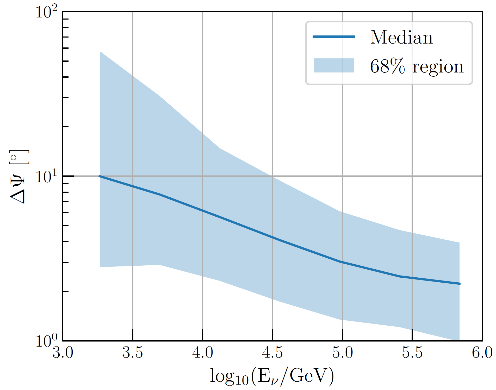 10²
Median
68% region
ΔΨ [°]
10¹
10⁰
3.0 3.5 4.0 4.5 5.0 5.5 6.0
log₁₀(Eᵥ/GeV)